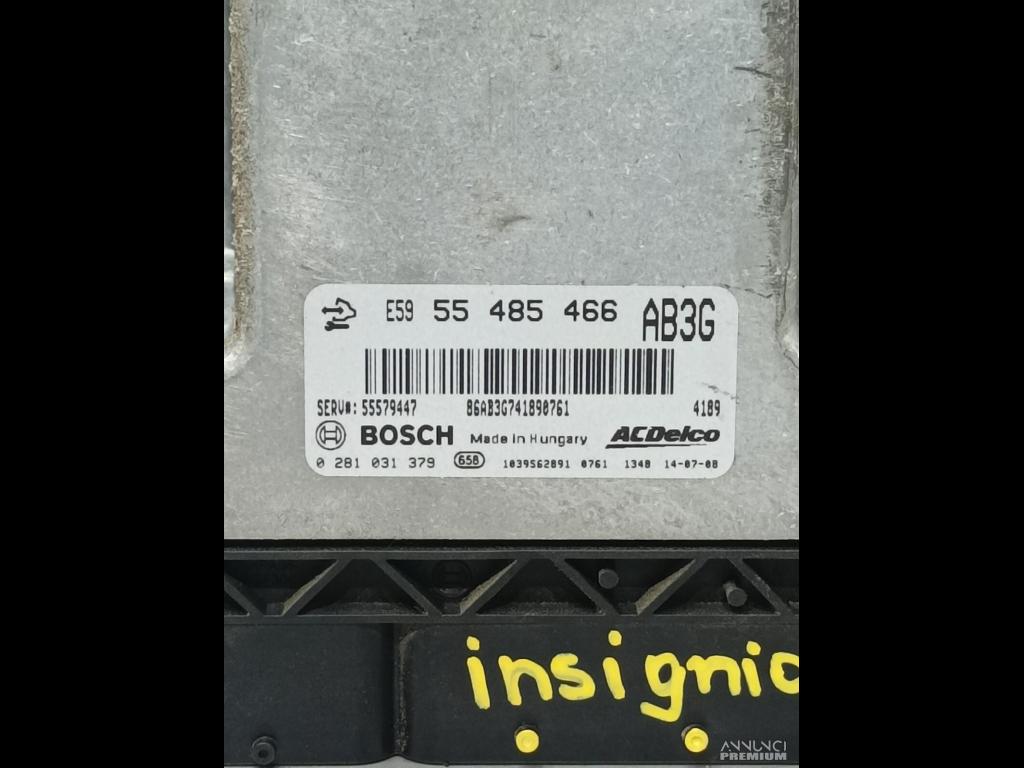 E59 55 485 466 AB3G
SERV#: 55579447 86AB3G741890761 4189
BOSCH Made in Hungary ACDelco
0 281 031 379 658 1039S62891 0761 1348 14-07-08
insignia
ANNUNCI
PREMIUM